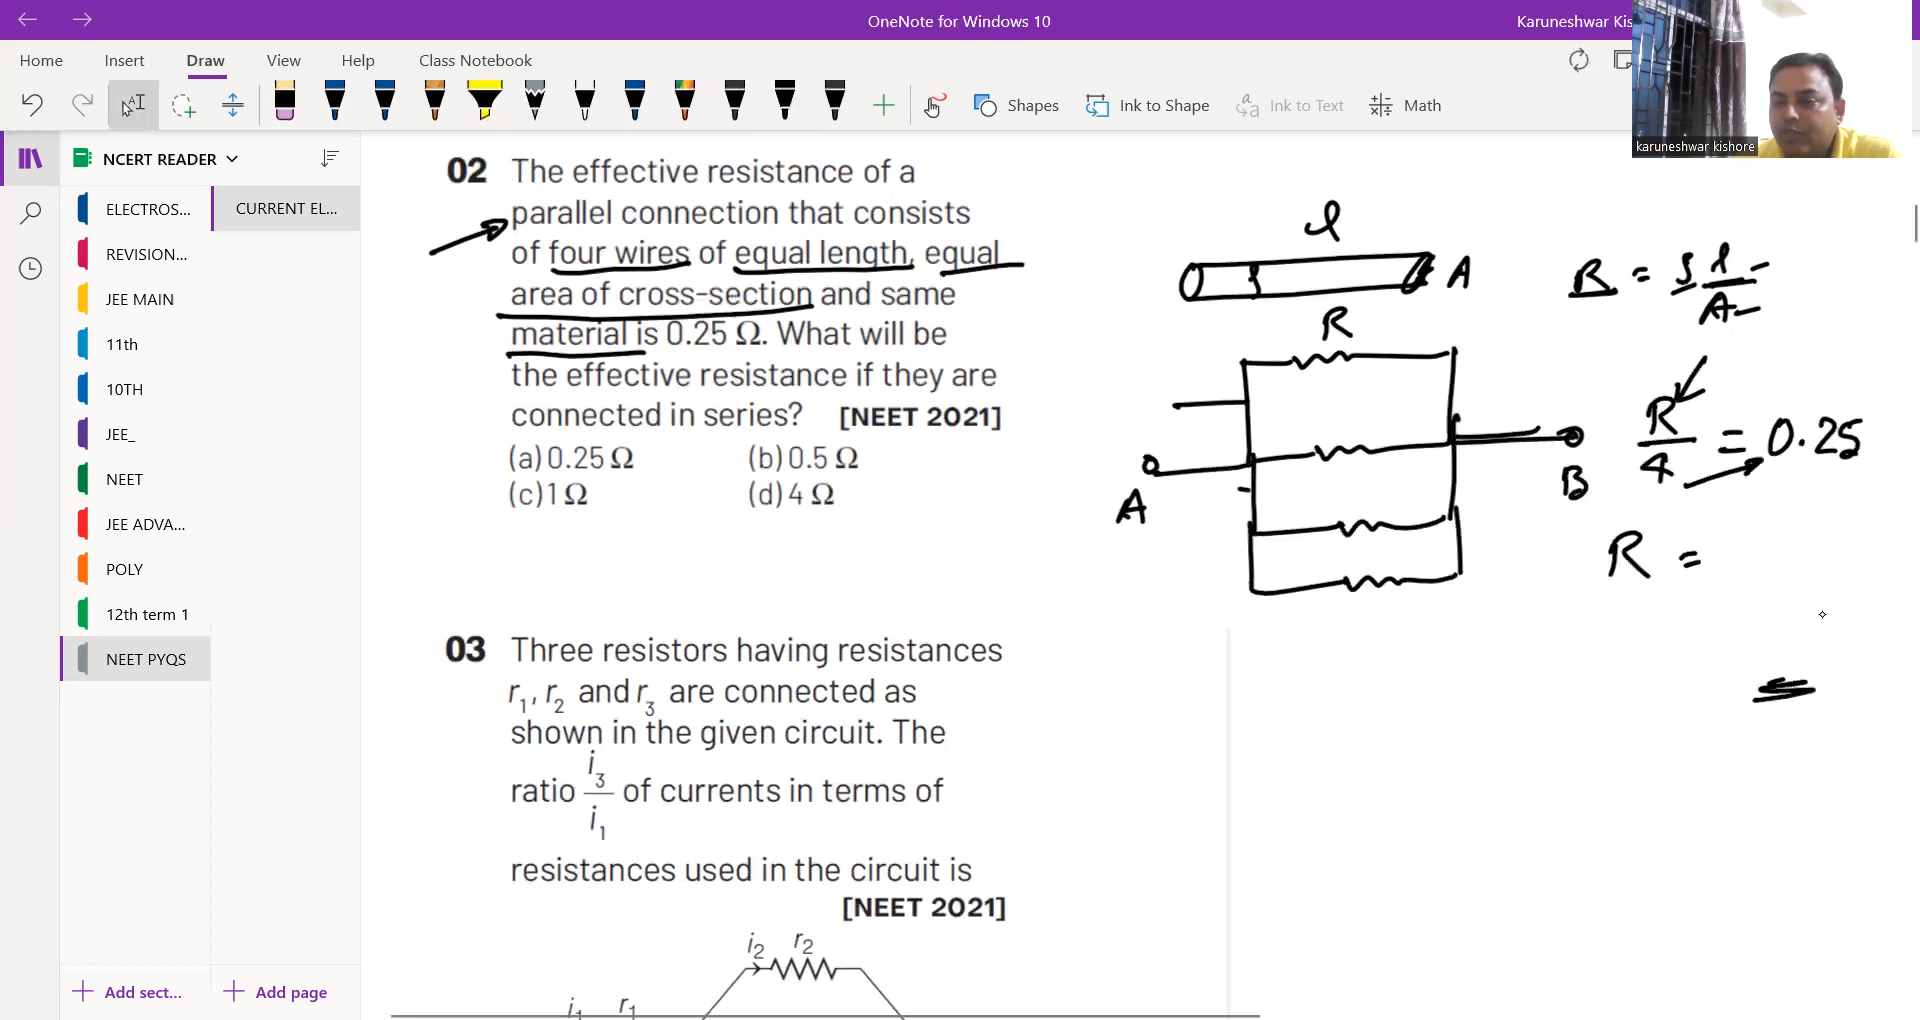 OneNote for Windows 10
Karuneshwar Kis
Home Insert Draw View Help Class Notebook
Shapes Ink to Shape Ink to Text Math
karuneshwar kishore
NCERT READER
ELECTROS...
REVISION...
JEE MAIN
11th
10TH
JEE_
NEET
JEE ADVA...
POLY
12th term 1
NEET PYQS
Add sect...
CURRENT EL...
Add page
02 The effective resistance of a
parallel connection that consists
of four wires of equal length, equal
area of cross-section and same
material is 0.25 Ω. What will be
the effective resistance if they are
connected in series? [NEET 2021]
(a) 0.25 Ω (b) 0.5 Ω
(c) 1 Ω (d) 4 Ω
l
A
R = ρ l/A
R
A
B
R/4 = 0.25
R =
03 Three resistors having resistances
r₁, r₂ and r₃ are connected as
shown in the given circuit. The
ratio i₃/i₁ of currents in terms of
resistances used in the circuit is
[NEET 2021]
i₂ r₂
i₁ r₁